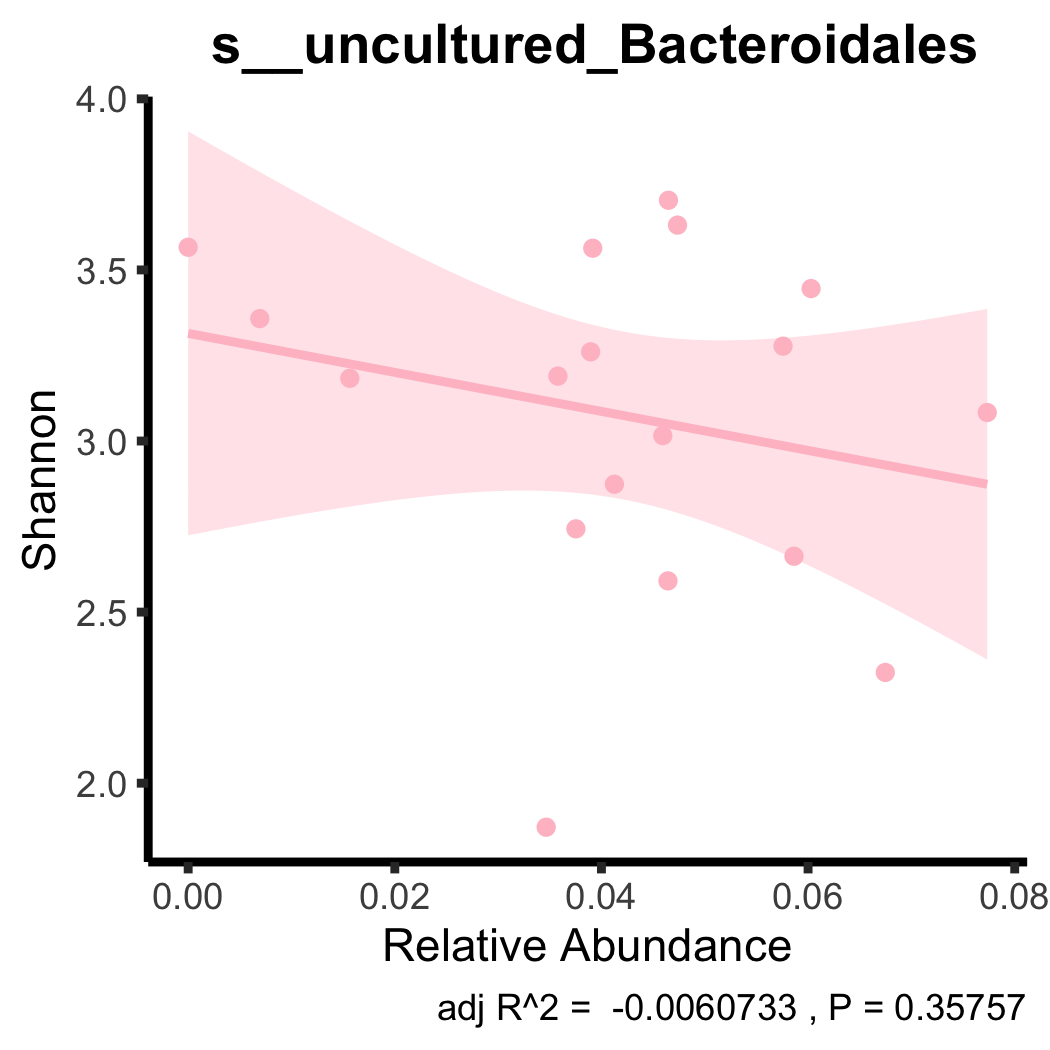 s__uncultured_Bacteroidales
4.0
3.5
3.0
2.5
2.0
Shannon
0.00 0.02 0.04 0.06 0.08
Relative Abundance
adj R^2 =  -0.0060733 , P = 0.35757